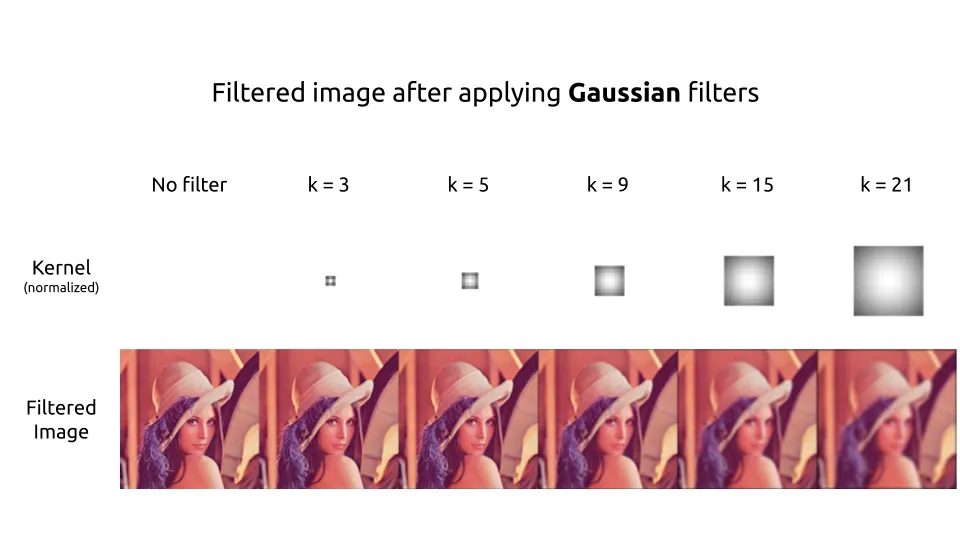 Filtered image after applying Gaussian filters
No filter k = 3 k = 5 k = 9 k = 15 k = 21
Kernel
(normalized)
Filtered
Image